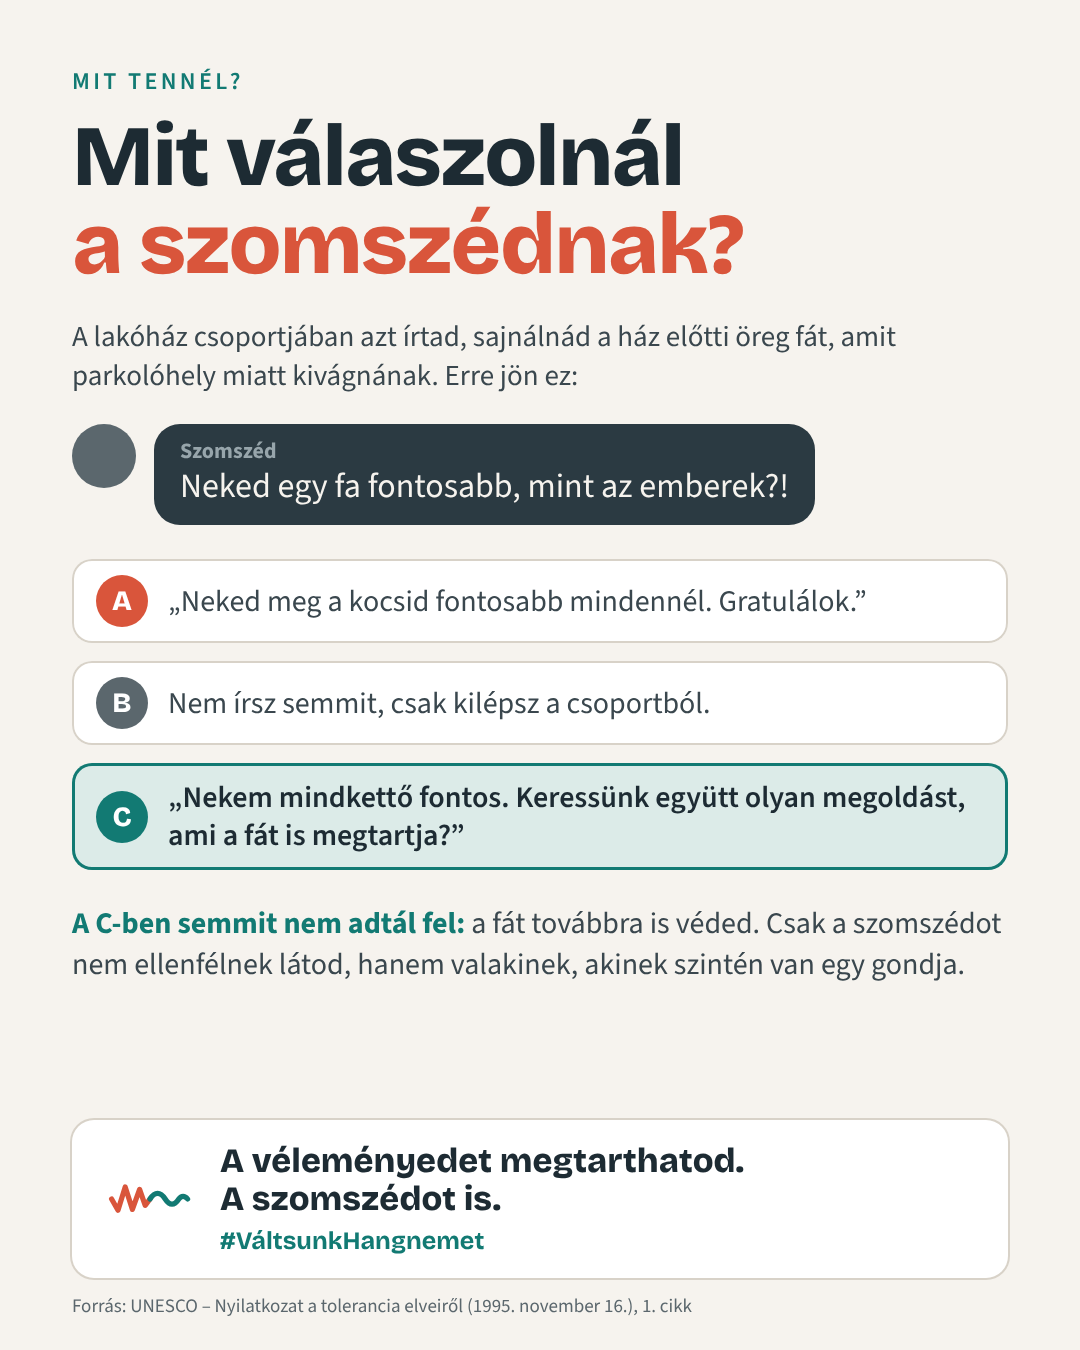 MIT TENNÉL?
Mit válaszolnál
a szomszédnak?
A lakóház csoportjában azt írtad, sajnálnád a ház előtti öreg fát, amit
parkolóhely miatt kivágnának. Erre jön ez:
Szomszéd
Neked egy fa fontosabb, mint az emberek?!
A
„Neked meg a kocsid fontosabb mindennél. Gratulálok.”
B
Nem írsz semmit, csak kilépsz a csoportból.
C
„Nekem mindkettő fontos. Keressünk együtt olyan megoldást,
ami a fát is megtartja?”
A C-ben semmit nem adtál fel: a fát továbbra is véded. Csak a szomszédot
nem ellenfélnek látod, hanem valakinek, akinek szintén van egy gondja.
A véleményedet megtarthatod.
A szomszédot is.
#VáltsunkHangnemet
Forrás: UNESCO – Nyilatkozat a tolerancia elveiről (1995. november 16.), 1. cikk